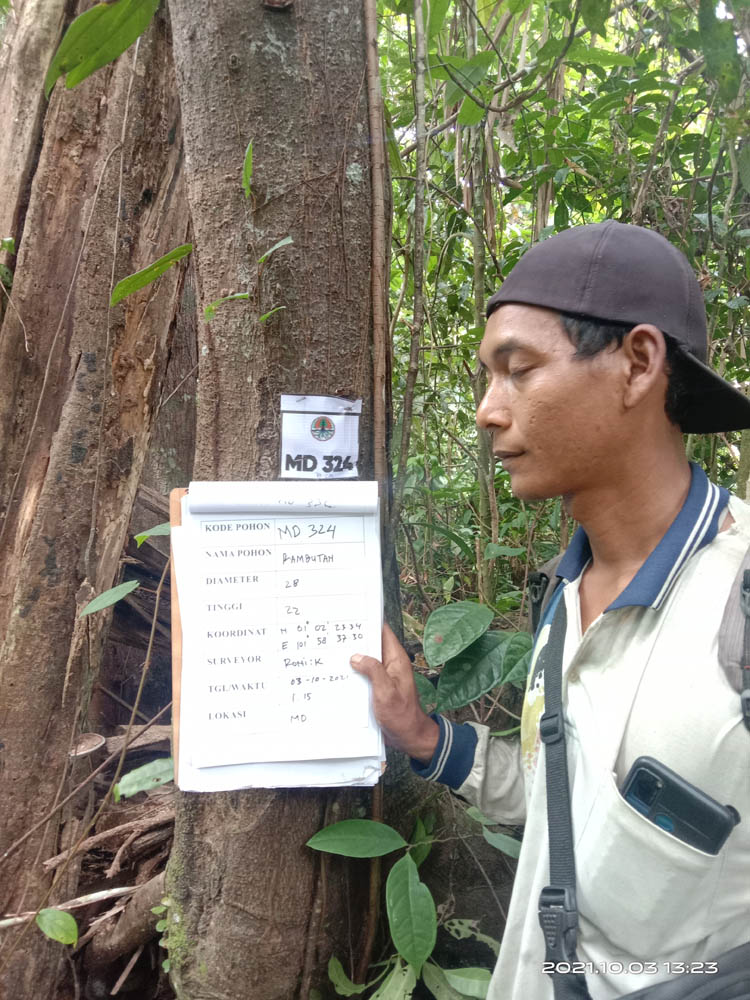 MD 324
KODE POHON MD 324
NAMA POHON RAMBUTAN
DIAMETER 28
TINGGI 22
KOORDINAT N 01° 02' 23 34
E 101° 58' 37 30
SURVEYOR Romi.K
TGL/WAKTU 03-10-2021
1 15
LOKASI MD
2021.10.03 13:23